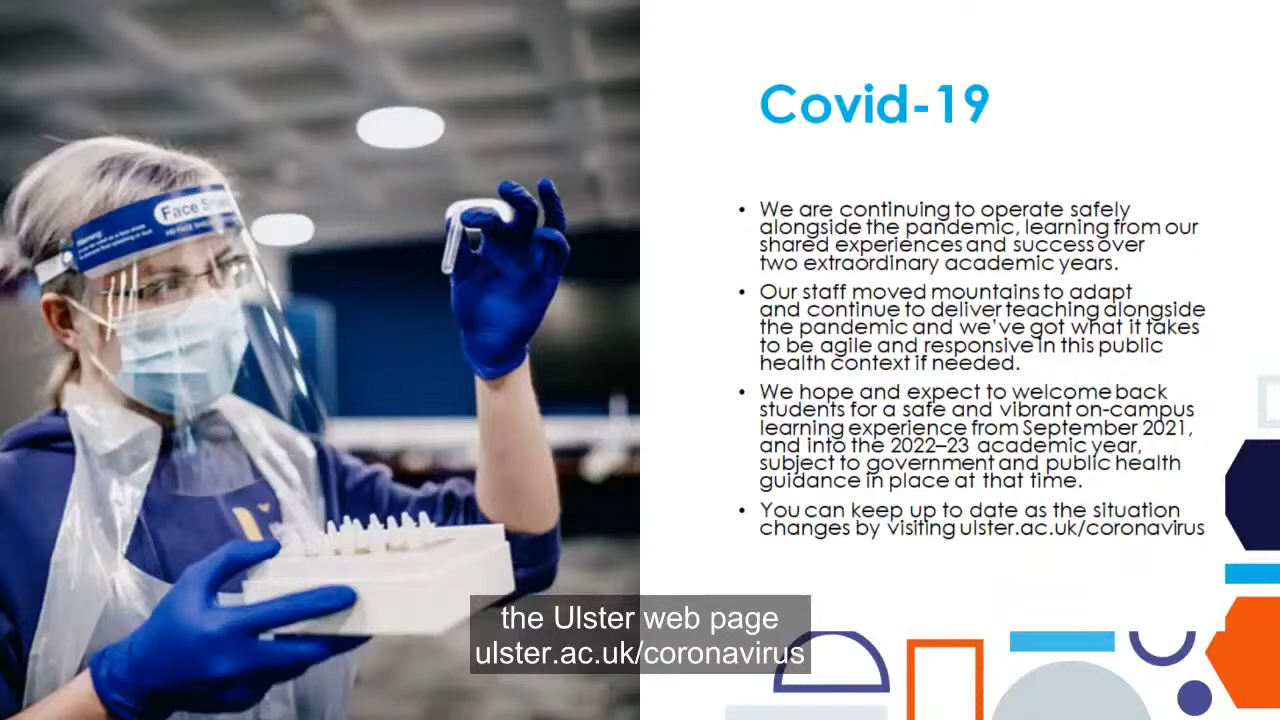 Covid-19
Face Shield
Warning:
• We are continuing to operate safely
alongside the pandemic, learning from our
shared experiences and success over
two extraordinary academic years.
• Our staff moved mountains to adapt
and continue to deliver teaching alongside
the pandemic and we've got what it takes
to be agile and responsive in this public
health context if needed.
• We hope and expect to welcome back
students for a safe and vibrant on-campus
learning experience from September 2021,
and into the 2022–23 academic year,
subject to government and public health
guidance in place at that time.
• You can keep up to date as the situation
changes by visiting ulster.ac.uk/coronavirus
the Ulster web page
ulster.ac.uk/coronavirus